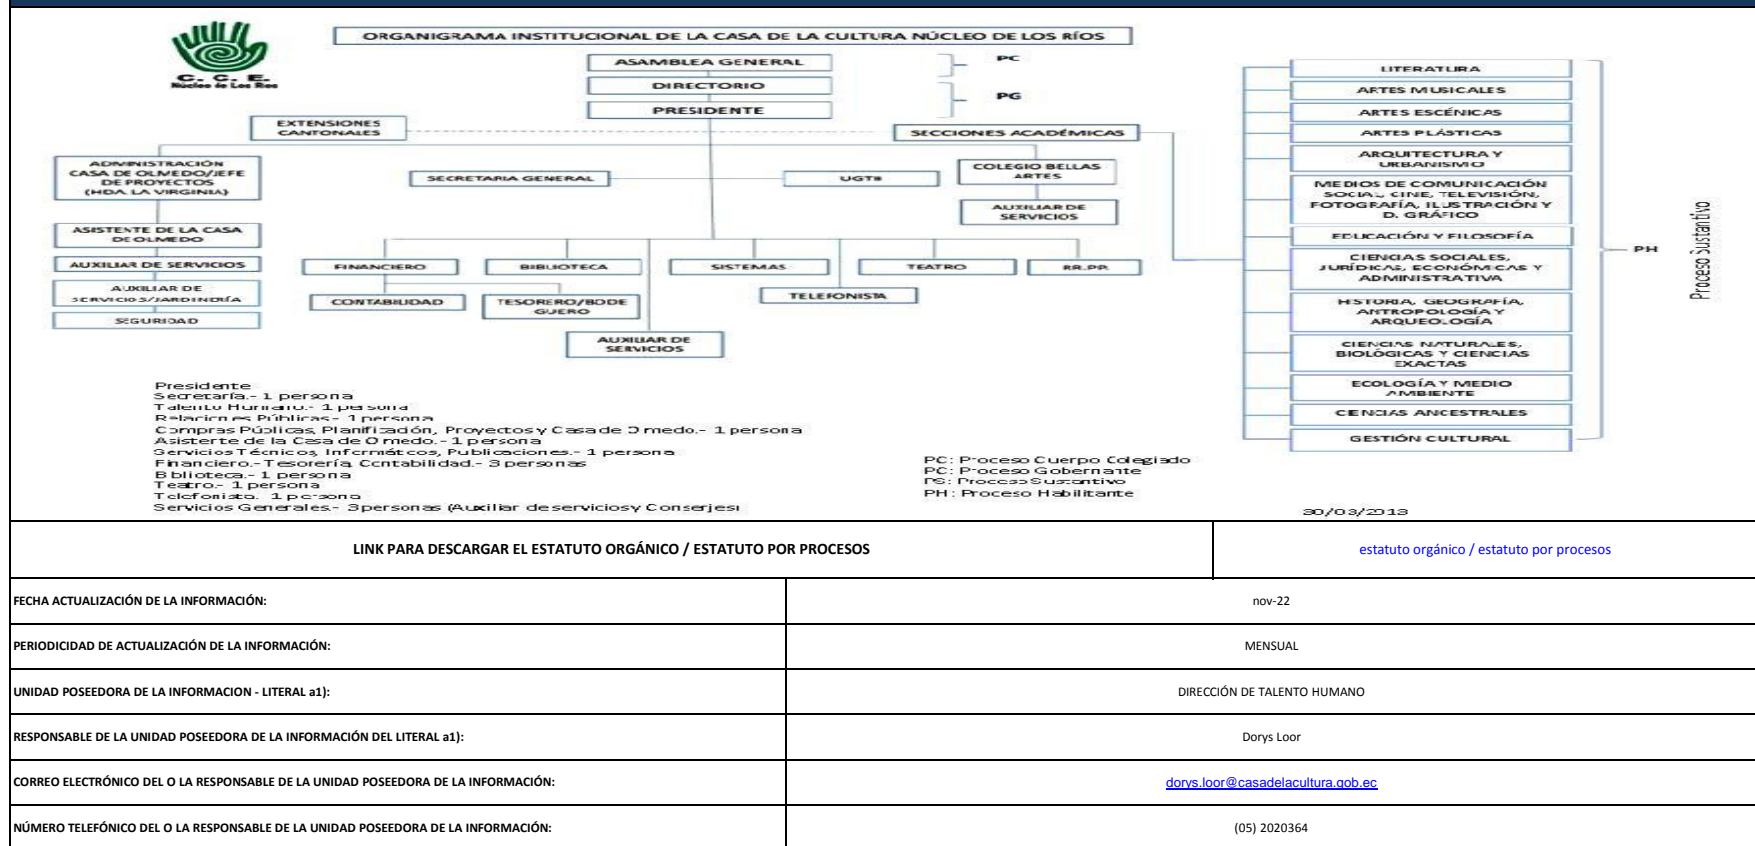 ORGANIGRAMA INSTITUCIONAL DE LA CASA DE LA CULTURA NÚCLEO DE LOS RÍOS
C. C. E.
Núcleo de Los Ríos
ASAMBLEA GENERAL
PC
DIRECTORIO
PG
PRESIDENTE
EXTENSIONES
CANTONALES
SECCIONES ACADÉMICAS
ADMINISTRACIÓN
CASA DE OLMEDO/JEFE
DE PROYECTOS
(HDA. LA VIRGINIA)
SECRETARIA GENERAL
UGTH
COLEGIO BELLAS
ARTES
AUXILIAR DE
SERVICIOS
ASISTENTE DE LA CASA
DE OLMEDO
AUXILIAR DE SERVICIOS
AUXILIAR DE
SERVICIOS/JARDINERÍA
SEGURIDAD
FINANCIERO
BIBLIOTECA
SISTEMAS
TEATRO
RR.PP.
CONTABILIDAD
TESORERO/BODE
GUERO
TELEFONISTA
AUXILIAR DE
SERVICIOS
LITERATURA
ARTES MUSICALES
ARTES ESCÉNICAS
ARTES PLÁSTICAS
ARQUITECTURA Y
URBANISMO
MEDIOS DE COMUNICACIÓN
SOCIAL, CINE, TELEVISIÓN,
FOTOGRAFÍA, ILUSTRACIÓN Y
D. GRÁFICO
EDUCACIÓN Y FILOSOFÍA
CIENCIAS SOCIALES,
JURÍDICAS, ECONÓMICAS Y
ADMINISTRATIVA
HISTORIA, GEOGRAFÍA,
ANTROPOLOGÍA Y
ARQUEOLOGÍA
CIENCIAS NATURALES,
BIOLÓGICAS Y CIENCIAS
EXACTAS
ECOLOGÍA Y MEDIO
AMBIENTE
CIENCIAS ANCESTRALES
GESTIÓN CULTURAL
PH
Proceso Sustantivo
Presidente
Secretaría.- 1 persona
Talento Humano.- 1 persona
Relaciones Públicas.- 1 persona
Compras Públicas, Planificación, Proyectos y Casa de Olmedo.- 1 persona
Asistente de la Casa de Olmedo.- 1 persona
Servicios Técnicos, Informáticos, Publicaciones.- 1 persona
Financiero.- Tesorería, Contabilidad.- 3 personas
Biblioteca.- 1 persona
Teatro.- 1 persona
Telefonista. 1 persona
Servicios Generales.- 3 personas (Auxiliar de servicios y Conserjes)
PC: Proceso Cuerpo Colegiado
PC: Proceso Gobernante
PS: Proceso Sustantivo
PH: Proceso Habilitante
LINK PARA DESCARGAR EL ESTATUTO ORGÁNICO / ESTATUTO POR PROCESOS
estatuto orgánico / estatuto por procesos
FECHA ACTUALIZACIÓN DE LA INFORMACIÓN:
nov-22
PERIODICIDAD DE ACTUALIZACIÓN DE LA INFORMACIÓN:
MENSUAL
UNIDAD POSEEDORA DE LA INFORMACION - LITERAL a1):
DIRECCIÓN DE TALENTO HUMANO
RESPONSABLE DE LA UNIDAD POSEEDORA DE LA INFORMACIÓN DEL LITERAL a1):
Dorys Loor
CORREO ELECTRÓNICO DEL O LA RESPONSABLE DE LA UNIDAD POSEEDORA DE LA INFORMACIÓN:
dorys.loor@casadelacultura.gob.ec
NÚMERO TELEFÓNICO DEL O LA RESPONSABLE DE LA UNIDAD POSEEDORA DE LA INFORMACIÓN:
(05) 2020364